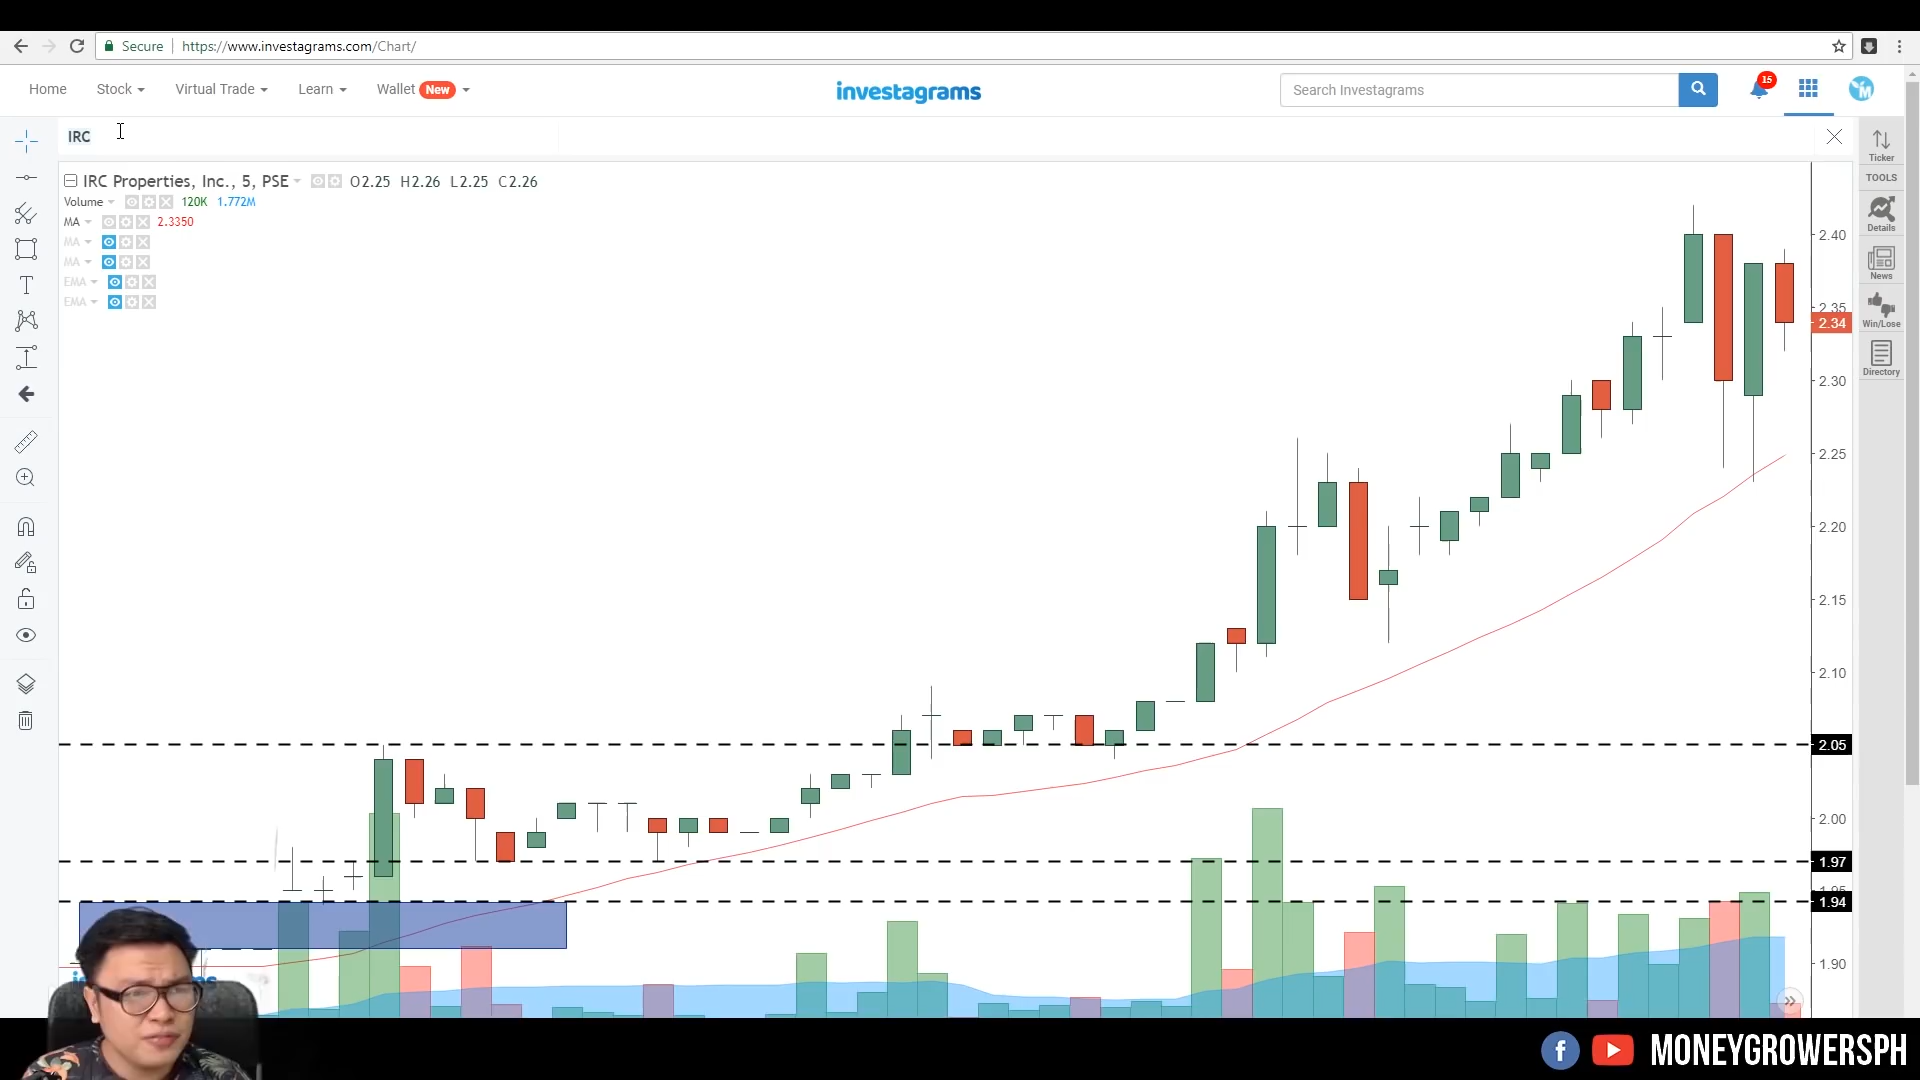 Secure https://www.investagrams.com/Chart/
Home Stock Virtual Trade Learn Wallet New investagrams Search Investagrams 15
IRC
Ticker
TOOLS
Details
News
Win/Lose
Directory
IRC Properties, Inc., 5, PSE O2.25 H2.26 L2.25 C2.26
Volume 120K 1.772M
MA 2.3350
MA
MA
EMA
EMA
2.40
2.35
2.34
2.30
2.25
2.20
2.15
2.10
2.05
2.00
1.97
1.95
1.94
1.90
MONEYGROWERSPH